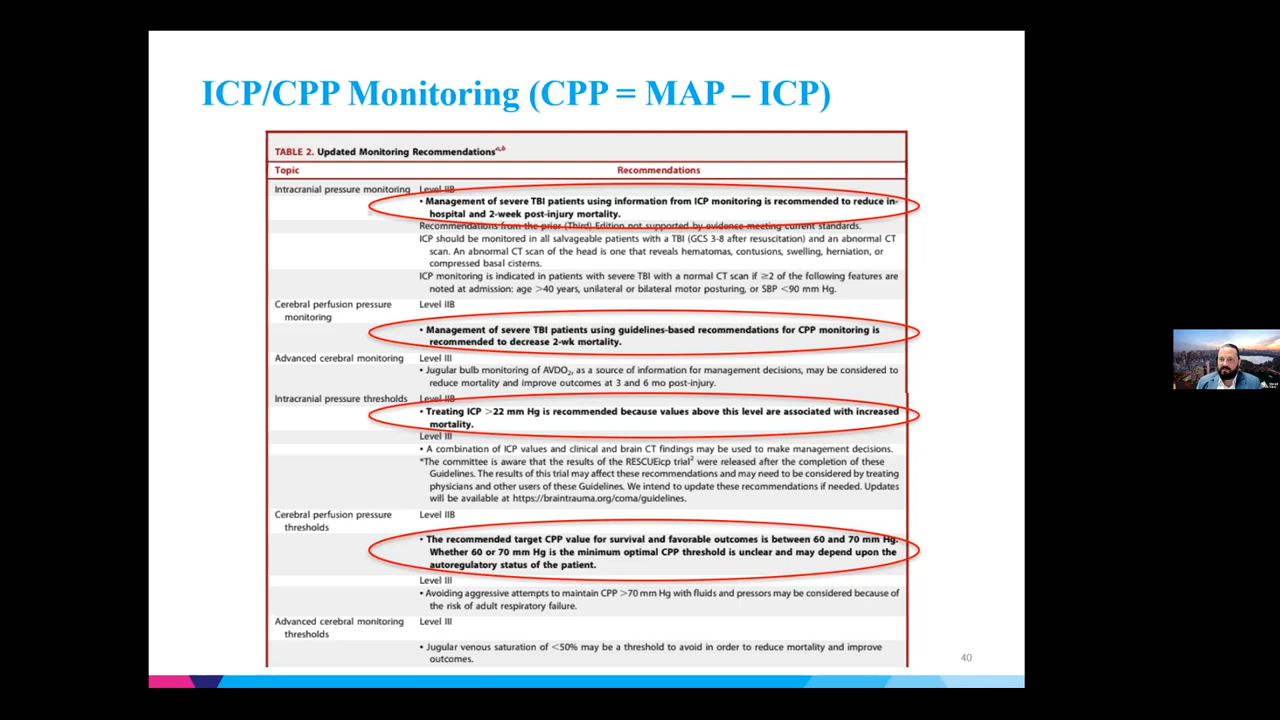 ICP/CPP Monitoring (CPP = MAP – ICP)
TABLE 2. Updated Monitoring Recommendationsa,b
Topic Recommendations
Intracranial pressure monitoring Level IIB
• Management of severe TBI patients using information from ICP monitoring is recommended to reduce in-
hospital and 2-week post-injury mortality.
Recommendations from the prior (Third) Edition not supported by evidence meeting current standards.
ICP should be monitored in all salvageable patients with a TBI (GCS 3-8 after resuscitation) and an abnormal CT
scan. An abnormal CT scan of the head is one that reveals hematomas, contusions, swelling, herniation, or
compressed basal cisterns.
ICP monitoring is indicated in patients with severe TBI with a normal CT scan if ≥2 of the following features are
noted at admission: age >40 years, unilateral or bilateral motor posturing, or SBP <90 mm Hg.
Cerebral perfusion pressure Level IIB
monitoring
• Management of severe TBI patients using guidelines-based recommendations for CPP monitoring is
recommended to decrease 2-wk mortality.
Advanced cerebral monitoring Level III
• Jugular bulb monitoring of AVDO2, as a source of information for management decisions, may be considered to
reduce mortality and improve outcomes at 3 and 6 mo post-injury.
Intracranial pressure thresholds Level IIB
• Treating ICP >22 mm Hg is recommended because values above this level are associated with increased
mortality.
Level III
• A combination of ICP values and clinical and brain CT findings may be used to make management decisions.
*The committee is aware that the results of the RESCUEicp trial2 were released after the completion of these
Guidelines. The results of this trial may affect these recommendations and may need to be considered by treating
physicians and other users of these Guidelines. We intend to update these recommendations if needed. Updates
will be available at https://braintrauma.org/coma/guidelines.
Cerebral perfusion pressure Level IIB
thresholds
• The recommended target CPP value for survival and favorable outcomes is between 60 and 70 mm Hg.
Whether 60 or 70 mm Hg is the minimum optimal CPP threshold is unclear and may depend upon the
autoregulatory status of the patient.
Level III
• Avoiding aggressive attempts to maintain CPP >70 mm Hg with fluids and pressors may be considered because of
the risk of adult respiratory failure.
Advanced cerebral monitoring Level III
thresholds
• Jugular venous saturation of <50% may be a threshold to avoid in order to reduce mortality and improve
outcomes.
40